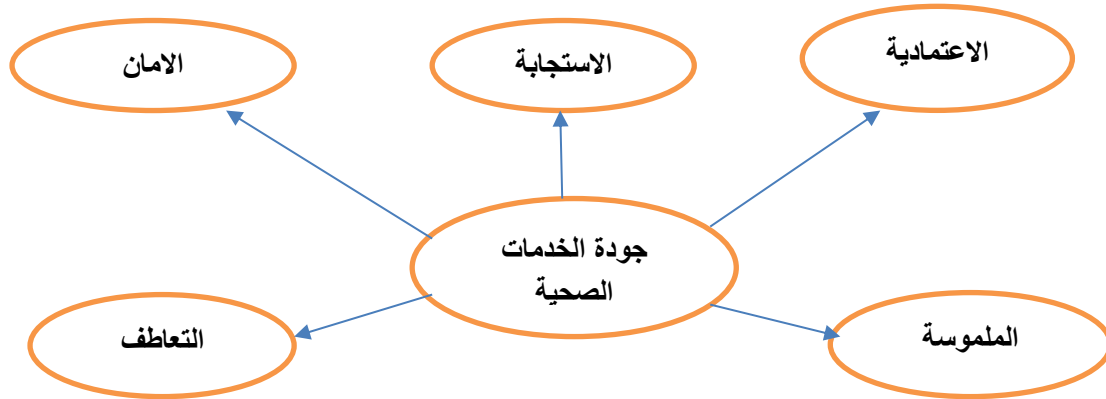 الاعتمادية
الاستجابة
الامان
جودة الخدمات
الصحية
الملموسة
التعاطف